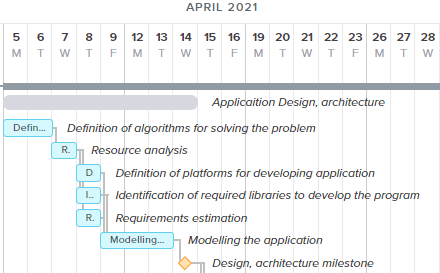 APRIL 2021
5 6 7 8 9 12 13 14 15 16 19 20 21 22 23 26 27 28
M T W T F M T W T F M T W T F M T W
Applicaition Design, architecture
Defin... Definition of algorithms for solving the problem
R. Resource analysis
D Definition of platforms for developing application
I.. Identification of required libraries to develop the program
R. Requirements estimation
Modelling... Modelling the application
Design, acrhitecture milestone